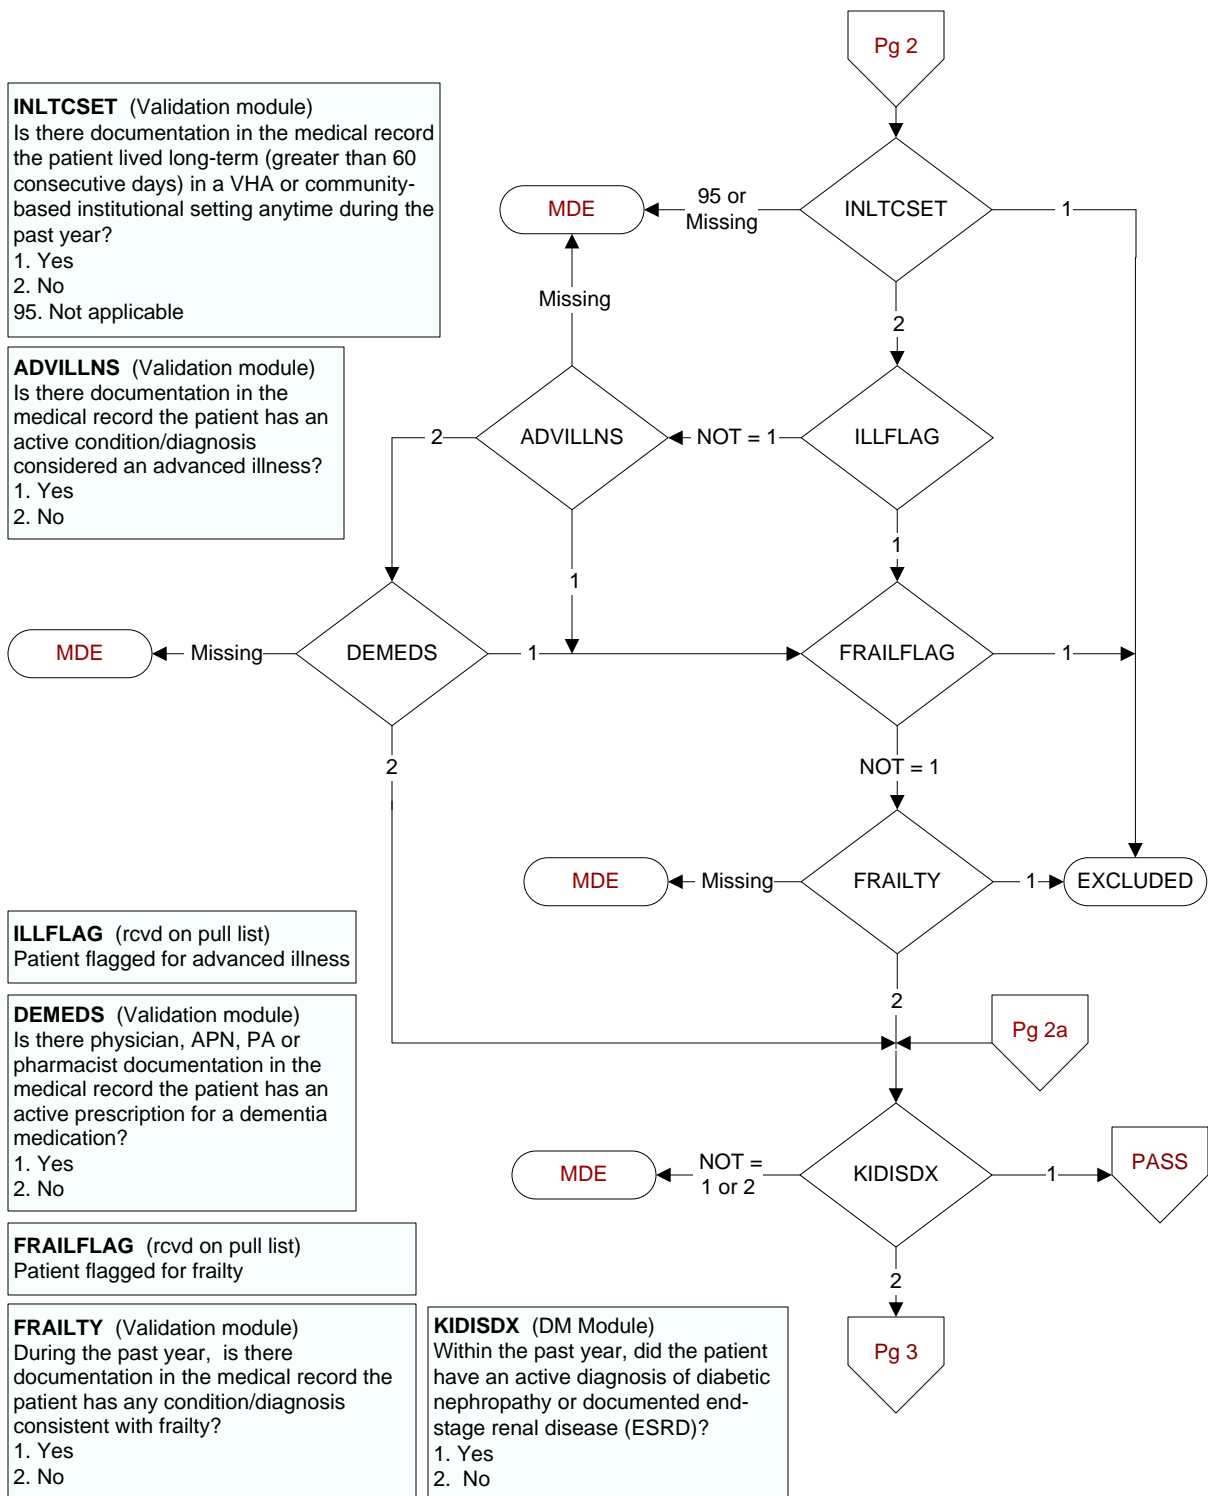 Pg 2
INLTCSET (Validation module)
Is there documentation in the medical record
the patient lived long-term (greater than 60
consecutive days) in a VHA or community-
based institutional setting anytime during the
past year?
1. Yes
2. No
95. Not applicable
MDE
95 or
Missing
INLTCSET
1
Missing
2
ADVILLNS (Validation module)
Is there documentation in the
medical record the patient has an
active condition/diagnosis
considered an advanced illness?
1. Yes
2. No
2
ADVILLNS
NOT = 1
ILLFLAG
1
1
MDE
Missing
DEMEDS
1
FRAILFLAG
1
2
NOT = 1
MDE
Missing
FRAILTY
1
EXCLUDED
ILLFLAG (rcvd on pull list)
Patient flagged for advanced illness
2
DEMEDS (Validation module)
Is there physician, APN, PA or
pharmacist documentation in the
medical record the patient has an
active prescription for a dementia
medication?
1. Yes
2. No
Pg 2a
MDE
NOT =
1 or 2
KIDISDX
1
PASS
FRAILFLAG (rcvd on pull list)
Patient flagged for frailty
2
FRAILTY (Validation module)
During the past year, is there
documentation in the medical record the
patient has any condition/diagnosis
consistent with frailty?
1. Yes
2. No
KIDISDX (DM Module)
Within the past year, did the patient
have an active diagnosis of diabetic
nephropathy or documented end-
stage renal disease (ESRD)?
1. Yes
2. No
Pg 3